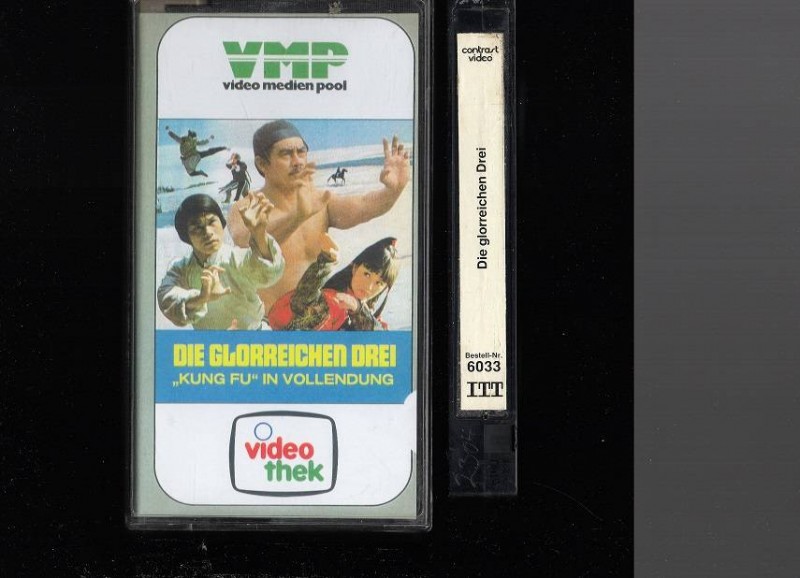 VMP
video medien pool
DIE GLORREICHEN DREI
„KUNG FU“ IN VOLLENDUNG
video
thek
contrast
video
Die glorreichen Drei
Bestell-Nr.
6033
ITT